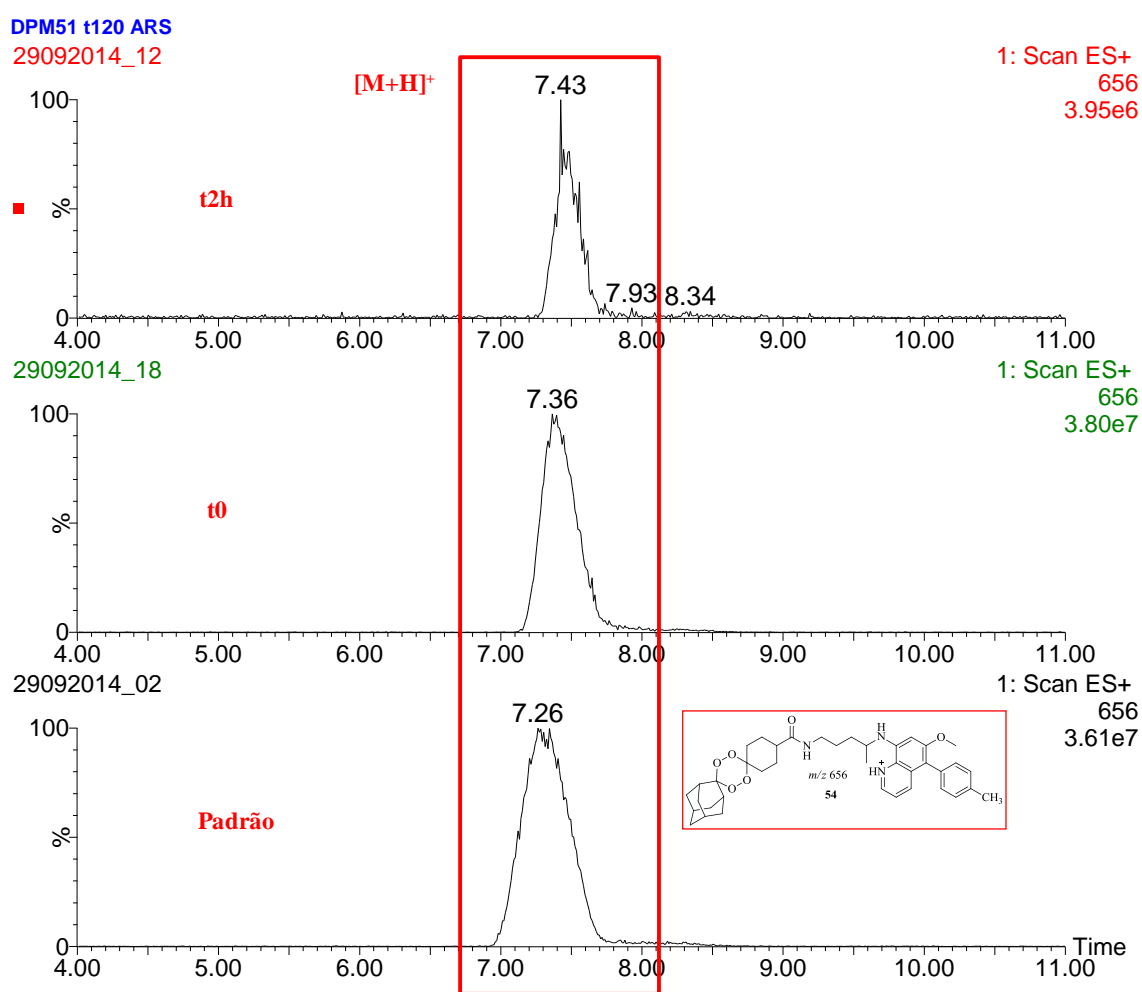 DPM51 t120 ARS
29092014_12
1: Scan ES+
656
3.95e6
[M+H]+
7.43
100
t2h
%
7.93
8.34
0
4.00 5.00 6.00 7.00 8.00 9.00 10.00 11.00
29092014_18
1: Scan ES+
656
3.80e7
7.36
100
t0
%
0
4.00 5.00 6.00 7.00 8.00 9.00 10.00 11.00
29092014_02
1: Scan ES+
656
3.61e7
7.26
100
O
H
N
O
N
H
O
O
O
O
HN
+
m/z 656
54
CH3
Padrão
%
0
Time
4.00 5.00 6.00 7.00 8.00 9.00 10.00 11.00